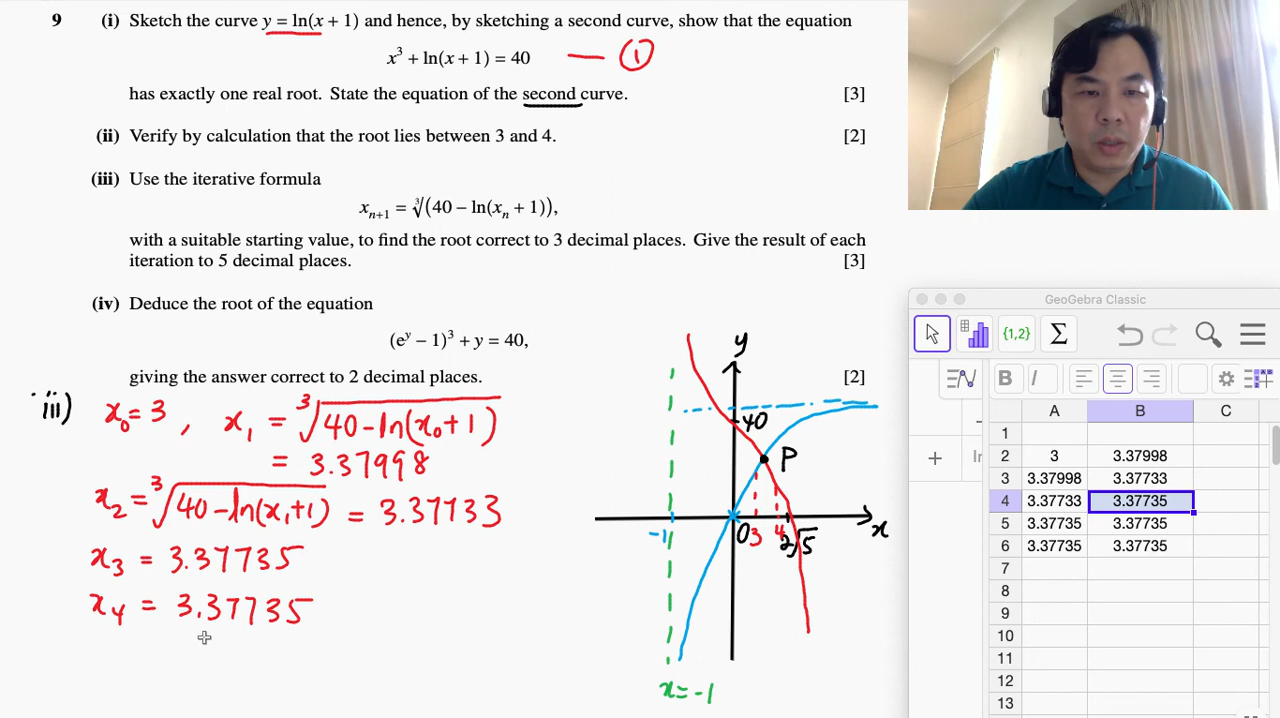 9 (i) Sketch the curve y = ln(x + 1) and hence, by sketching a second curve, show that the equation
x³ + ln(x + 1) = 40 — ①
has exactly one real root. State the equation of the second curve. [3]
(ii) Verify by calculation that the root lies between 3 and 4. [2]
(iii) Use the iterative formula
xₙ₊₁ = ∛(40 – ln(xₙ + 1)),
with a suitable starting value, to find the root correct to 3 decimal places. Give the result of each
iteration to 5 decimal places. [3]
(iv) Deduce the root of the equation
(eʸ – 1)³ + y = 40,
giving the answer correct to 2 decimal places. [2]
iii) x₀ = 3 , x₁ = ∛(40 – ln(x₀+1))
= 3.37998
x₂ = ∛(40 – ln(x₁+1)) = 3.37733
x₃ = 3.37735
x₄ = 3.37735
y
40
P
-1 O 3 4 2√5 x
x = -1
GeoGebra Classic
{1,2} Σ
B I
A B C
1
2 3 3.37998
3 3.37998 3.37733
4 3.37733 3.37735
5 3.37735 3.37735
6 3.37735 3.37735
7
8
9
10
11
12
13